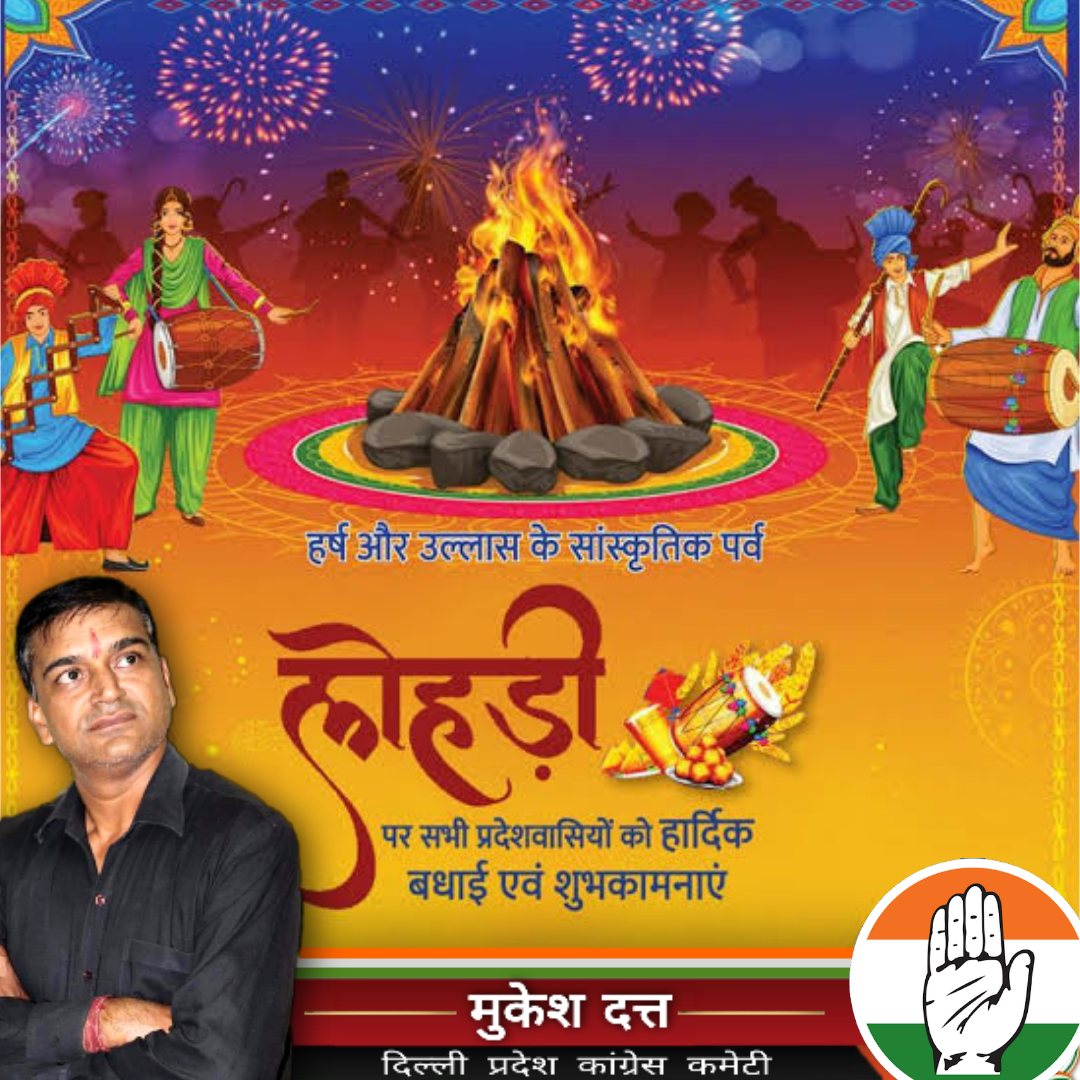 हर्ष और उल्लास के सांस्कृतिक पर्व
लोहड़ी
पर सभी प्रदेशवासियों को हार्दिक
बधाई एवं शुभकामनाएं
मुकेश दत्त
दिल्ली प्रदेश कांग्रेस कमेटी